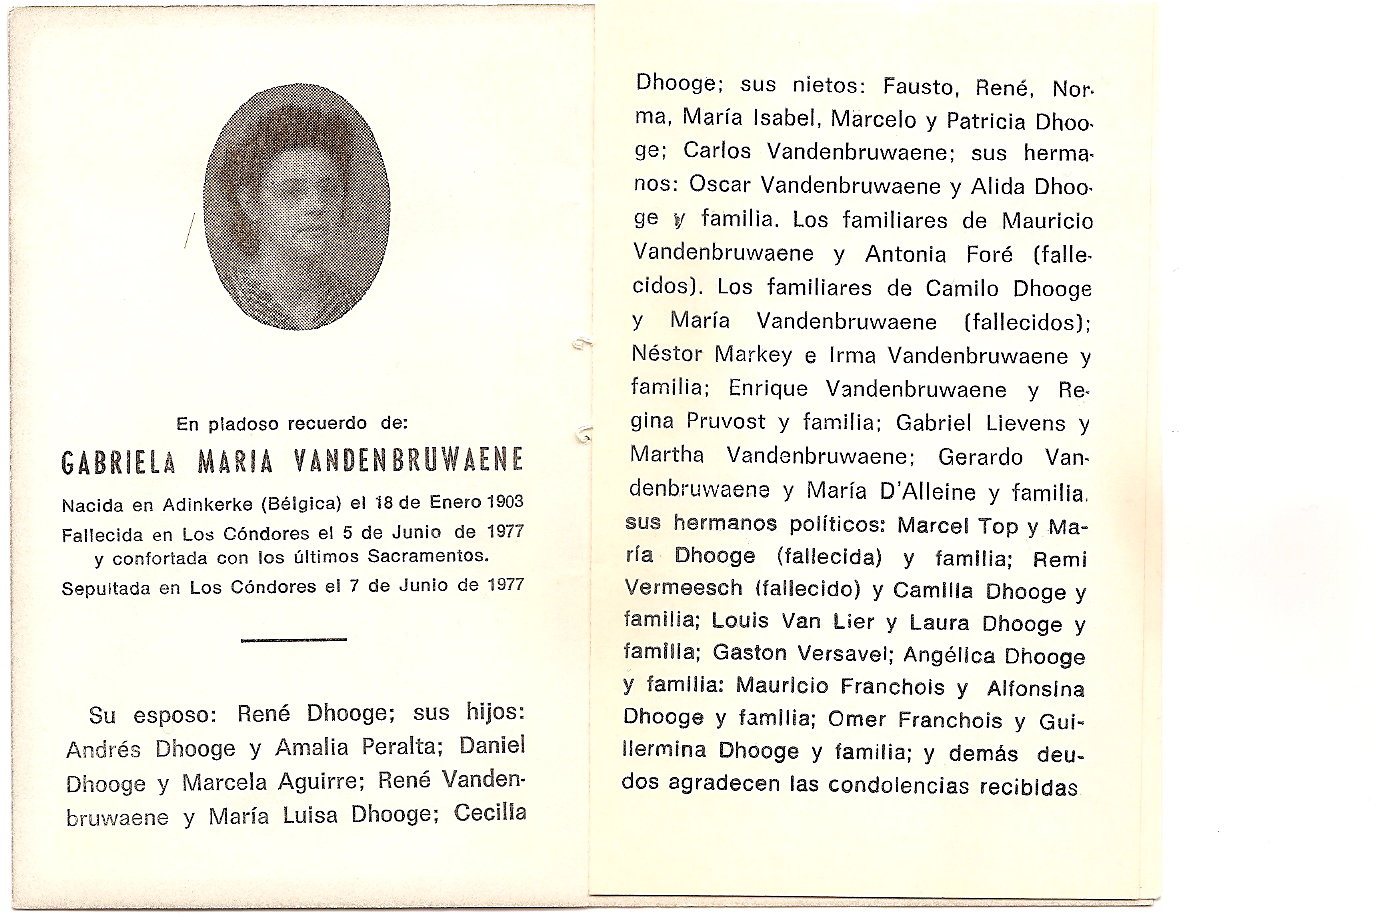 En piadoso recuerdo de:
GABRIELA MARIA VANDENBRUWAENE
Nacida en Adinkerke (Bélgica) el 18 de Enero 1903
Fallecida en Los Cóndores el 5 de Junio de 1977
y confortada con los últimos Sacramentos.
Sepultada en Los Cóndores el 7 de Junio de 1977
Su esposo: René Dhooge; sus hijos:
Andrés Dhooge y Amalia Peralta; Daniel
Dhooge y Marcela Aguirre; René Vanden-
bruwaene y María Luisa Dhooge; Cecilia
Dhooge; sus nietos: Fausto, René, Nor-
ma, María Isabel, Marcelo y Patricia Dhoo-
ge; Carlos Vandenbruwaene; sus herma-
nos: Oscar Vandenbruwaene y Alida Dhoo-
ge y familia. Los familiares de Mauricio
Vandenbruwaene y Antonia Foré (falle-
cidos). Los familiares de Camilo Dhooge
y María Vandenbruwaene (fallecidos);
Néstor Markey e Irma Vandenbruwaene y
familia; Enrique Vandenbruwaene y Re-
gina Pruvost y familia; Gabriel Lievens y
Martha Vandenbruwaene; Gerardo Van-
denbruwaene y María D'Alleine y familia.
sus hermanos políticos: Marcel Top y Ma-
ría Dhooge (fallecida) y familia; Remi
Vermeesch (fallecido) y Camilla Dhooge y
familia; Louis Van Lier y Laura Dhooge y
familia; Gaston Versavel; Angélica Dhooge
y familia: Mauricio Franchois y Alfonsina
Dhooge y familia; Omer Franchois y Gui-
llermina Dhooge y familia; y demás deu-
dos agradecen las condolencias recibidas